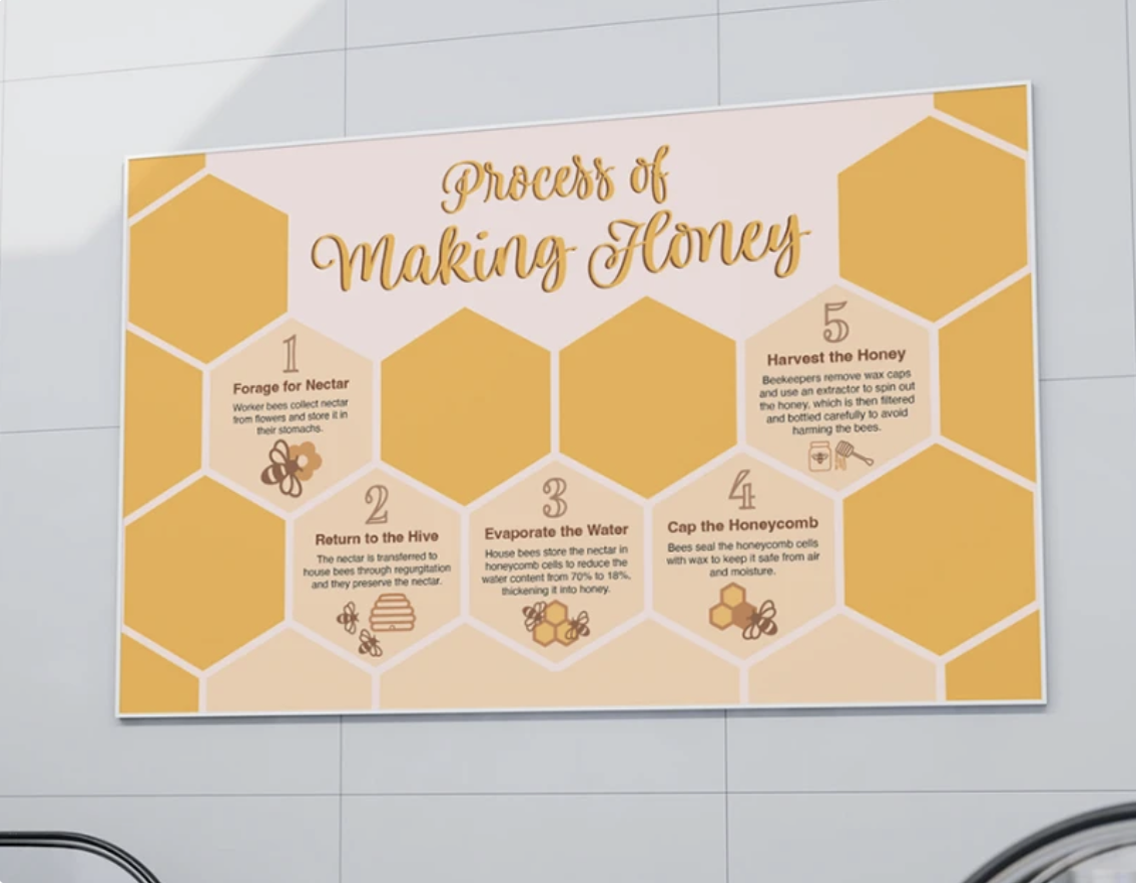 Process of
Making Honey
1
Forage for Nectar
Worker bees collect nectar
from flowers and store it in
their stomachs.
2
Return to the Hive
The nectar is transferred to
house bees through regurgitation
and they preserve the nectar.
3
Evaporate the Water
House bees store the nectar in
honeycomb cells to reduce the
water content from 70% to 18%,
thickening it into honey.
4
Cap the Honeycomb
Bees seal the honeycomb cells
with wax to keep it safe from air
and moisture.
5
Harvest the Honey
Beekeepers remove wax caps
and use an extractor to spin out
the honey, which is then filtered
and bottled carefully to avoid
harming the bees.